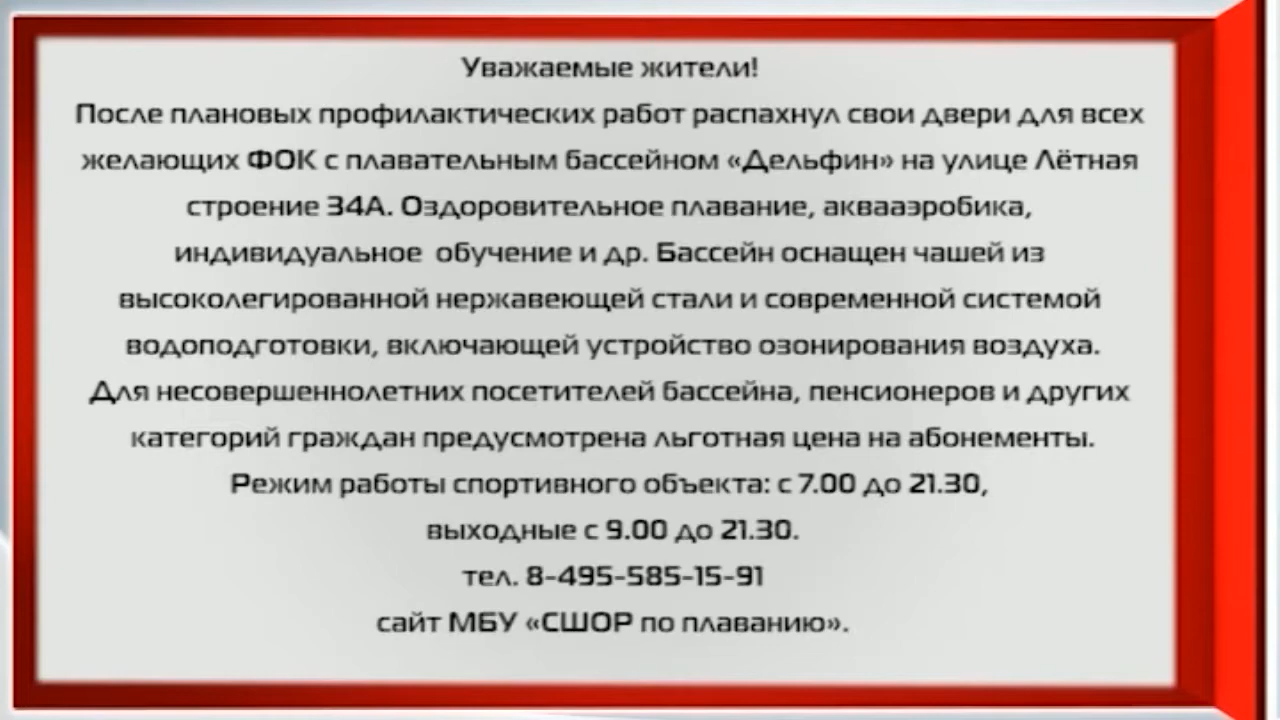 Уважаемые жители!
После плановых профилактических работ распахнул свои двери для всех
желающих ФОК с плавательным бассейном «Дельфин» на улице Лётная
строение 34А. Оздоровительное плавание, аквааэробика,
индивидуальное обучение и др. Бассейн оснащен чашей из
высоколегированной нержавеющей стали и современной системой
водоподготовки, включающей устройство озонирования воздуха.
Для несовершеннолетних посетителей бассейна, пенсионеров и других
категорий граждан предусмотрена льготная цена на абонементы.
Режим работы спортивного объекта: с 7.00 до 21.30,
выходные с 9.00 до 21.30.
тел. 8-495-585-15-91
сайт МБУ «СШОР по плаванию».